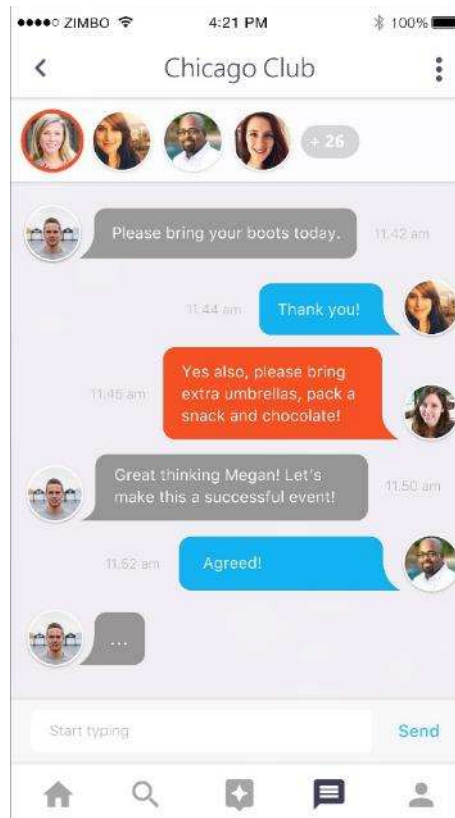 ZIMBO 4:21 PM 100%
Chicago Club
+ 26
Please bring your boots today. 11.42 am
11.44 am Thank you!
Yes also, please bring
11.45 am extra umbrellas, pack a
snack and chocolate!
Great thinking Megan! Let's
make this a successful event! 11.50 am
11.52 am Agreed!
...
Start typing Send